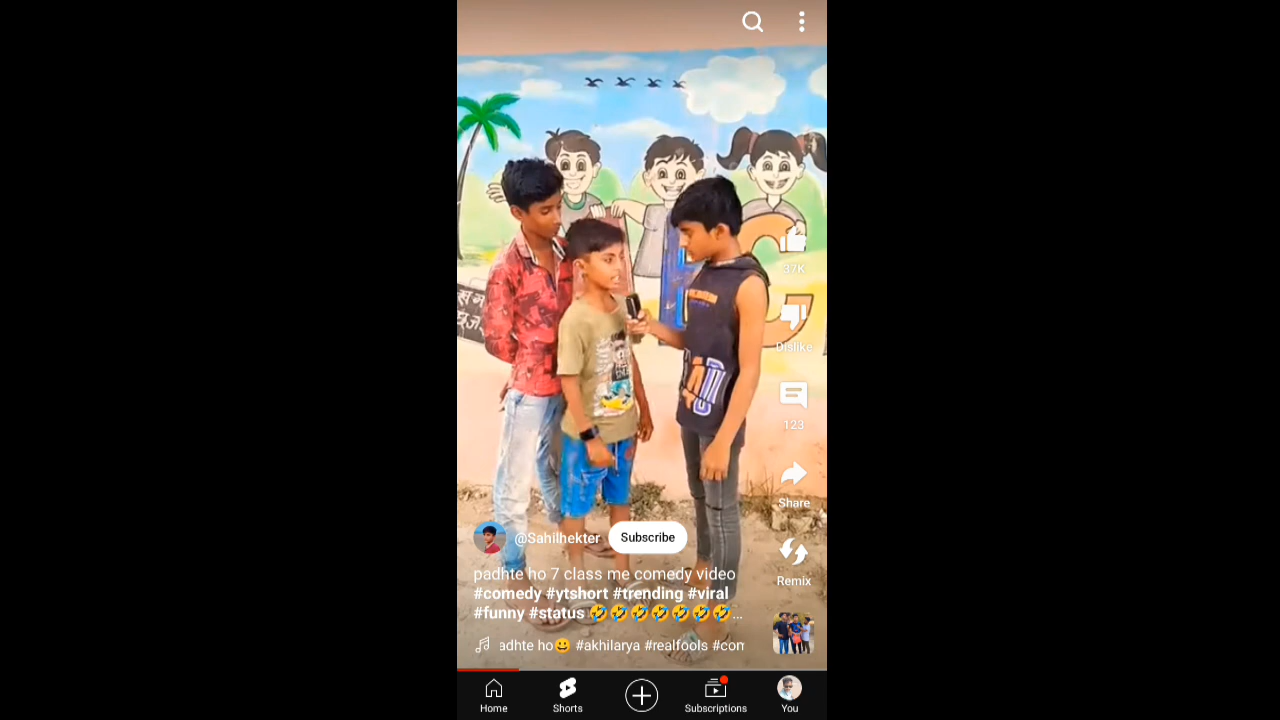 37K
Dislike
123
Share
@Sahilhekter Subscribe
padhte ho 7 class me comedy video
#comedy #ytshort #trending #viral
#funny #status 🤣🤣🤣🤣🤣🤣🤣...
Remix
adhte ho😀 #akhilarya #realfools #com
Home Shorts Subscriptions You